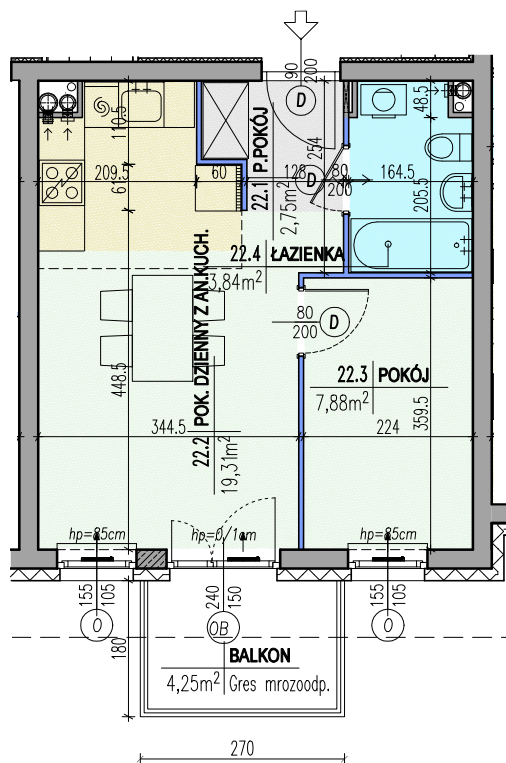 90
200
D
110.5
48.5
254
209.5
60
128
80
200
D
164.5
205.5
22.1 P.POKÓJ
2,75m²
22.4 ŁAZIENKA
3,84m²
80
200
D
22.2 POK. DZIENNY Z AN.KUCH.
19,31m²
22.3 POKÓJ
7,88m²
448.5
359.5
344.5
224
hp=85cm
hp=0/1cm
hp=85cm
155
105
O
240
150
OB
155
105
O
180
BALKON
4,25m² Gres mrozoodp.
270